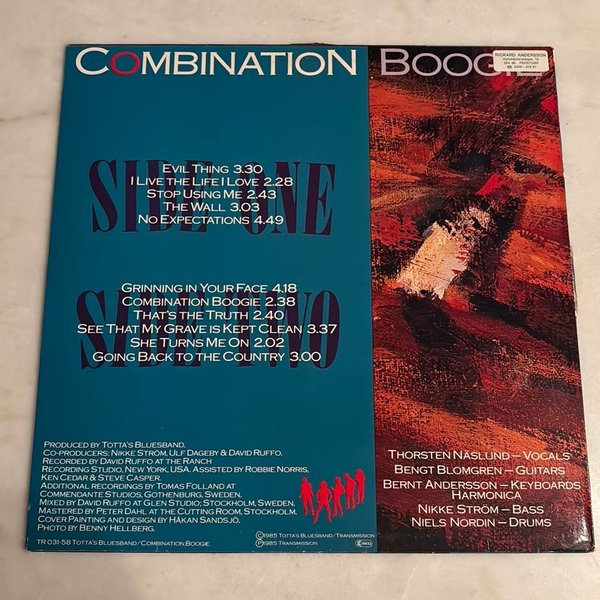 COMBINATION BOOGIE
RICKARD ANDERSSON
SIDE ONE
EVIL THING 3.30
I LIVE THE LIFE I LOVE 2.28
STOP USING ME 2.43
THE WALL 3.03
NO EXPECTATIONS 4.49
SIDE TWO
GRINNING IN YOUR FACE 4.18
COMBINATION BOOGIE 2.38
THAT'S THE TRUTH 2.40
SEE THAT MY GRAVE IS KEPT CLEAN 3.37
SHE TURNS ME ON 2.02
GOING BACK TO THE COUNTRY 3.00
PRODUCED BY TOTTA'S BLUESBAND.
CO-PRODUCERS: NIKKE STRÖM, ULF DAGEBY & DAVID RUFFO.
RECORDED BY DAVID RUFFO AT THE RANCH
RECORDING STUDIO, NEW YORK, USA. ASSISTED BY ROBBIE NORRIS,
KEN CEDAR & STEVE CASPER.
ADDITIONAL RECORDINGS BY TOMAS FOLLAND AT
COMMENDANTE STUDIOS, GOTHENBURG, SWEDEN.
MIXED BY DAVID RUFFO AT GLEN STUDIO; STOCKHOLM, SWEDEN.
MASTERED BY PETER DAHL AT THE CUTTING ROOM, STOCKHOLM.
COVER PAINTING AND DESIGN BY HÅKAN SANDSJÖ.
PHOTO BY BENNY HELLBERG.
©1985 TOTTA'S BLUESBAND/TRANSMISSION
℗1985 TRANSMISSION
TR 031-58 TOTTA'S BLUESBAND/COMBINATION BOOGIE
THORSTEN NÄSLUND – VOCALS
BENGT BLOMGREN – GUITARS
BERNT ANDERSSON – KEYBOARDS
HARMONICA
NIKKE STRÖM – BASS
NIELS NORDIN – DRUMS